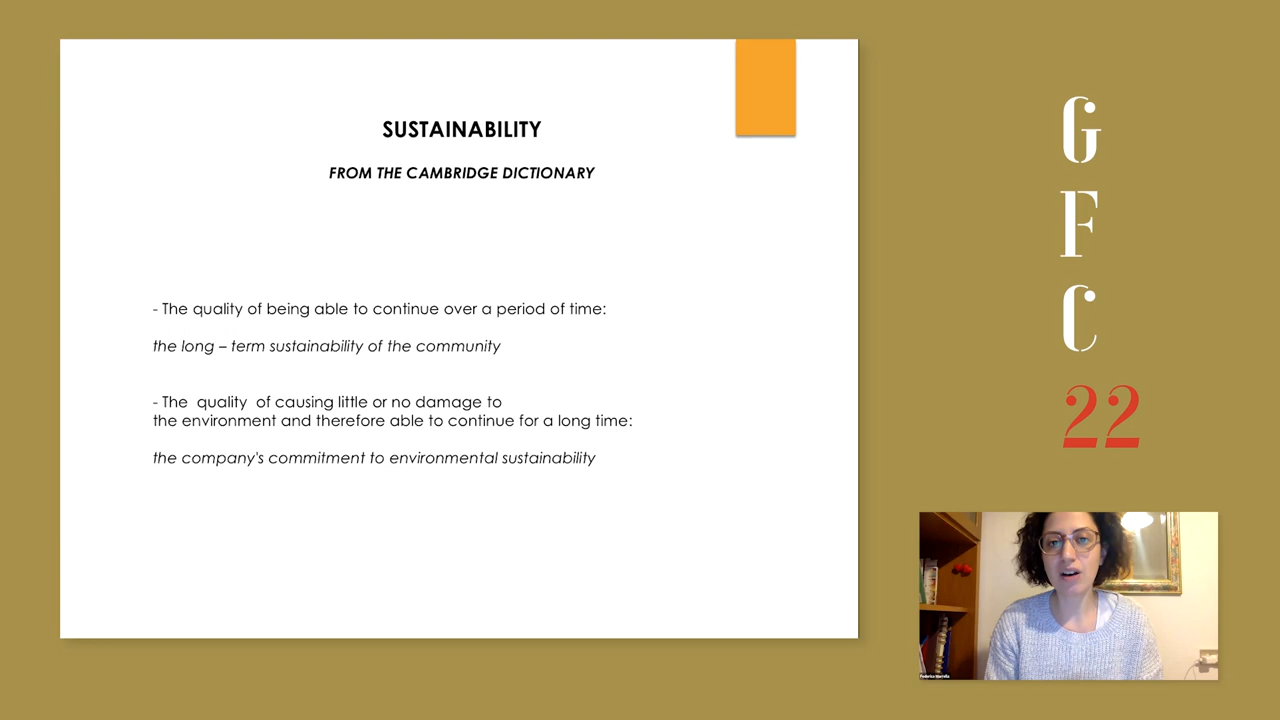 SUSTAINABILITY
FROM THE CAMBRIDGE DICTIONARY
- The quality of being able to continue over a period of time:
the long – term sustainability of the community
- The quality of causing little or no damage to
the environment and therefore able to continue for a long time:
the company's commitment to environmental sustainability
G
F
C
22
Federica Marrella